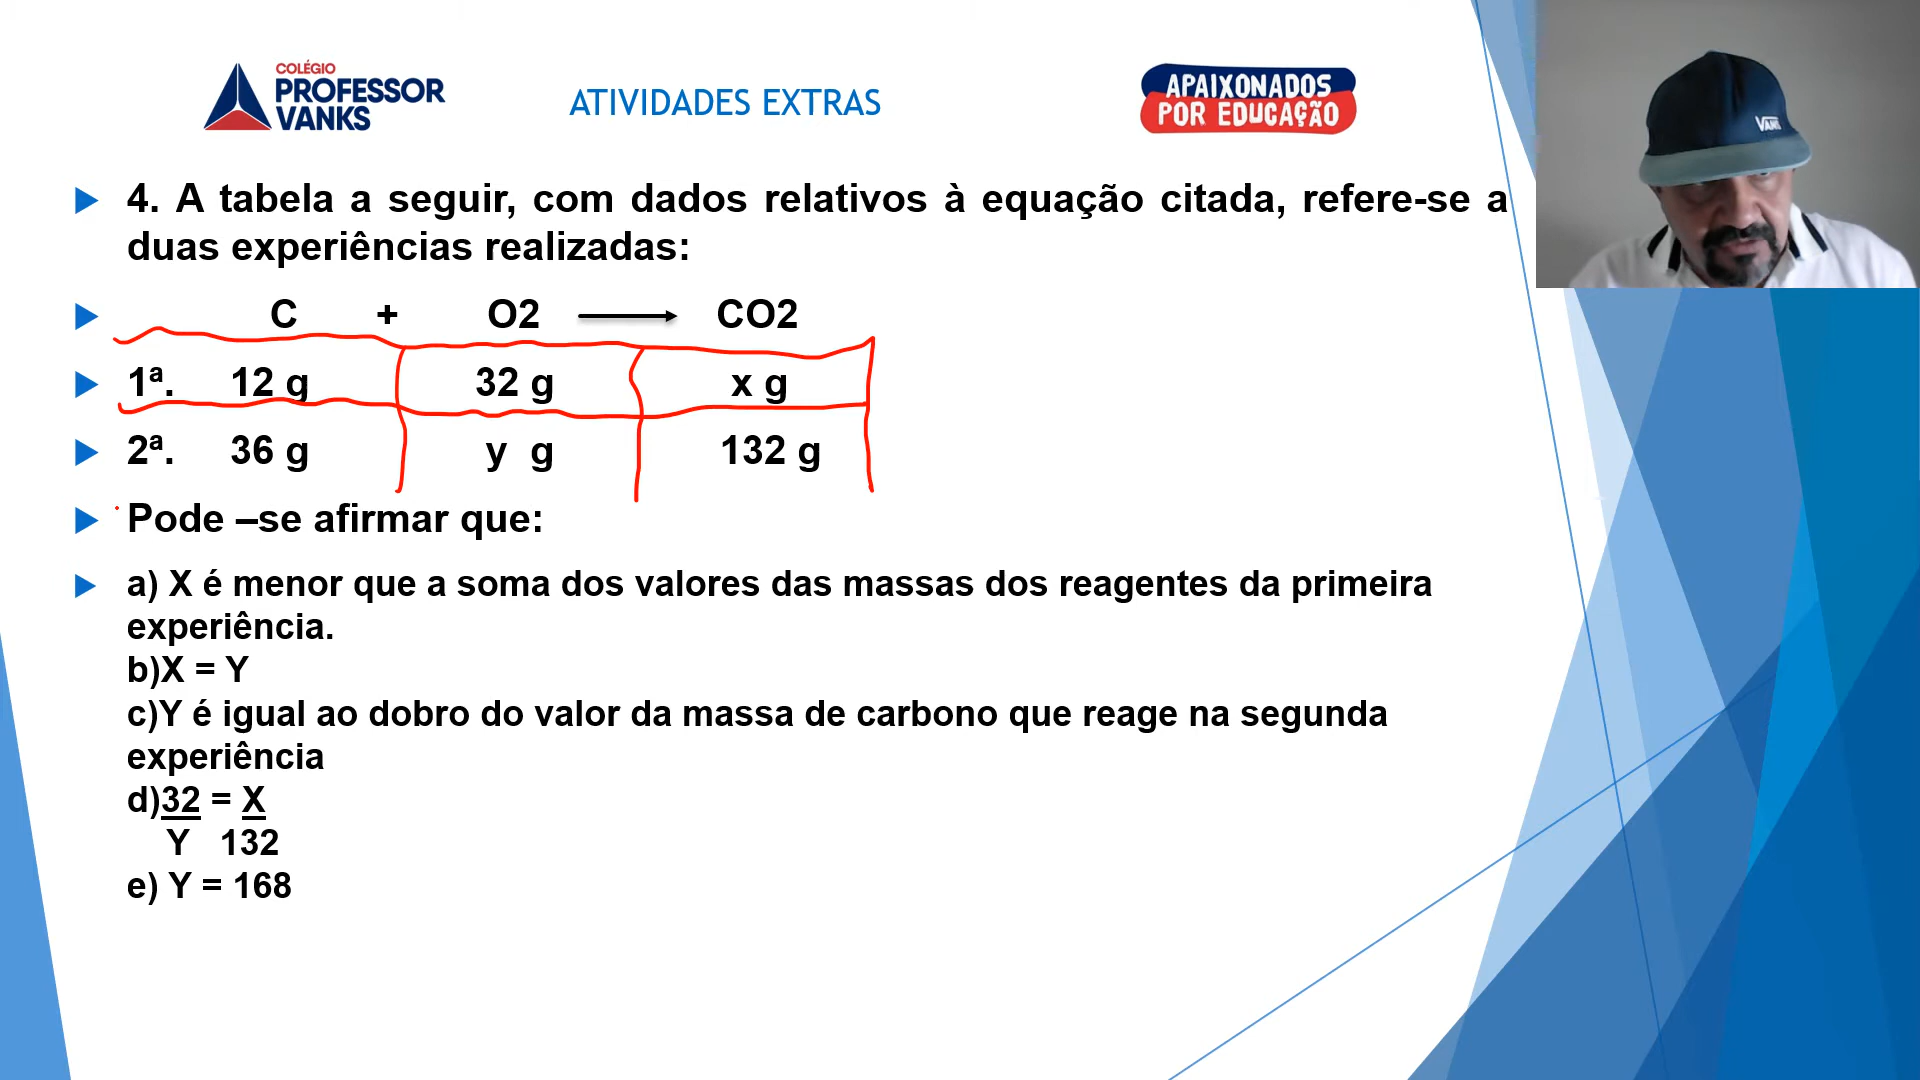 COLÉGIO
PROFESSOR
VANKS
ATIVIDADES EXTRAS
APAIXONADOS
POR EDUCAÇÃO
VANS
4. A tabela a seguir, com dados relativos à equação citada, refere-se a
duas experiências realizadas:
C + O2 → CO2
1ª. 12 g 32 g x g
2ª. 36 g y g 132 g
Pode –se afirmar que:
a) X é menor que a soma dos valores das massas dos reagentes da primeira
experiência.
b)X = Y
c)Y é igual ao dobro do valor da massa de carbono que reage na segunda
experiência
d)32 = X
Y 132
e) Y = 168